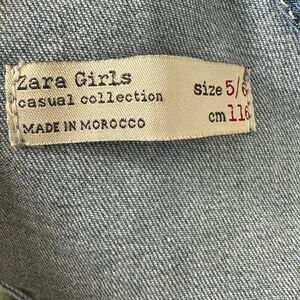 Zara Girls
casual collection
MADE IN MOROCCO
size 5/6
cm 116